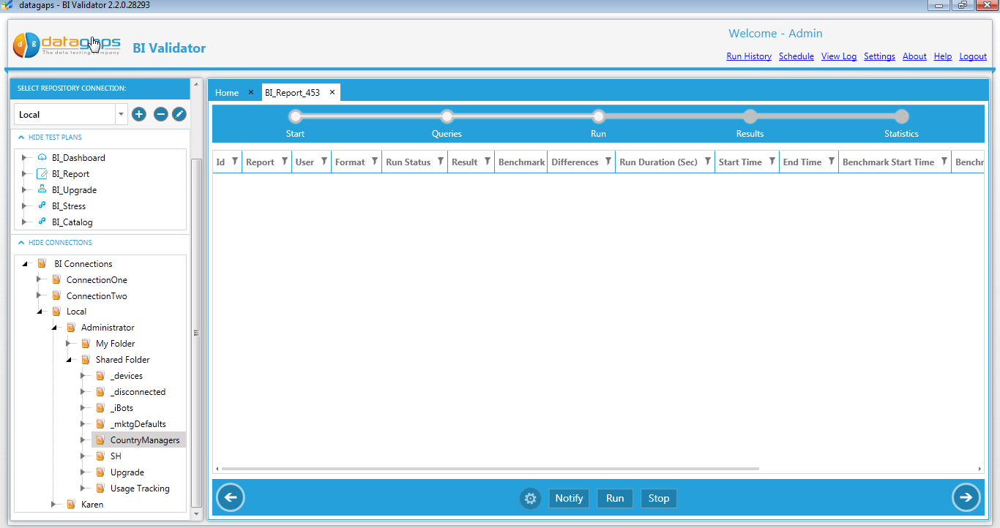 datagaps - BI Validator 2.2.0.28293
d g datagaps
The data testing company
BI Validator
Welcome - Admin
Run History Schedule View Log Settings About Help Logout
SELECT REPOSITORY CONNECTION:
Local
HIDE TEST PLANS
BI_Dashboard
BI_Report
BI_Upgrade
BI_Stress
BI_Catalog
HIDE CONNECTIONS
BI Connections
ConnectionOne
ConnectionTwo
Local
Administrator
My Folder
Shared Folder
_devices
_disconnected
_iBots
_mktgDefaults
CountryManagers
SH
Upgrade
Usage Tracking
Karen
Home BI_Report_453
Start Queries Run Results Statistics
Id Report User Format Run Status Result Benchmark Differences Run Duration (Sec) Start Time End Time Benchmark Start Time Benchm
Notify Run Stop